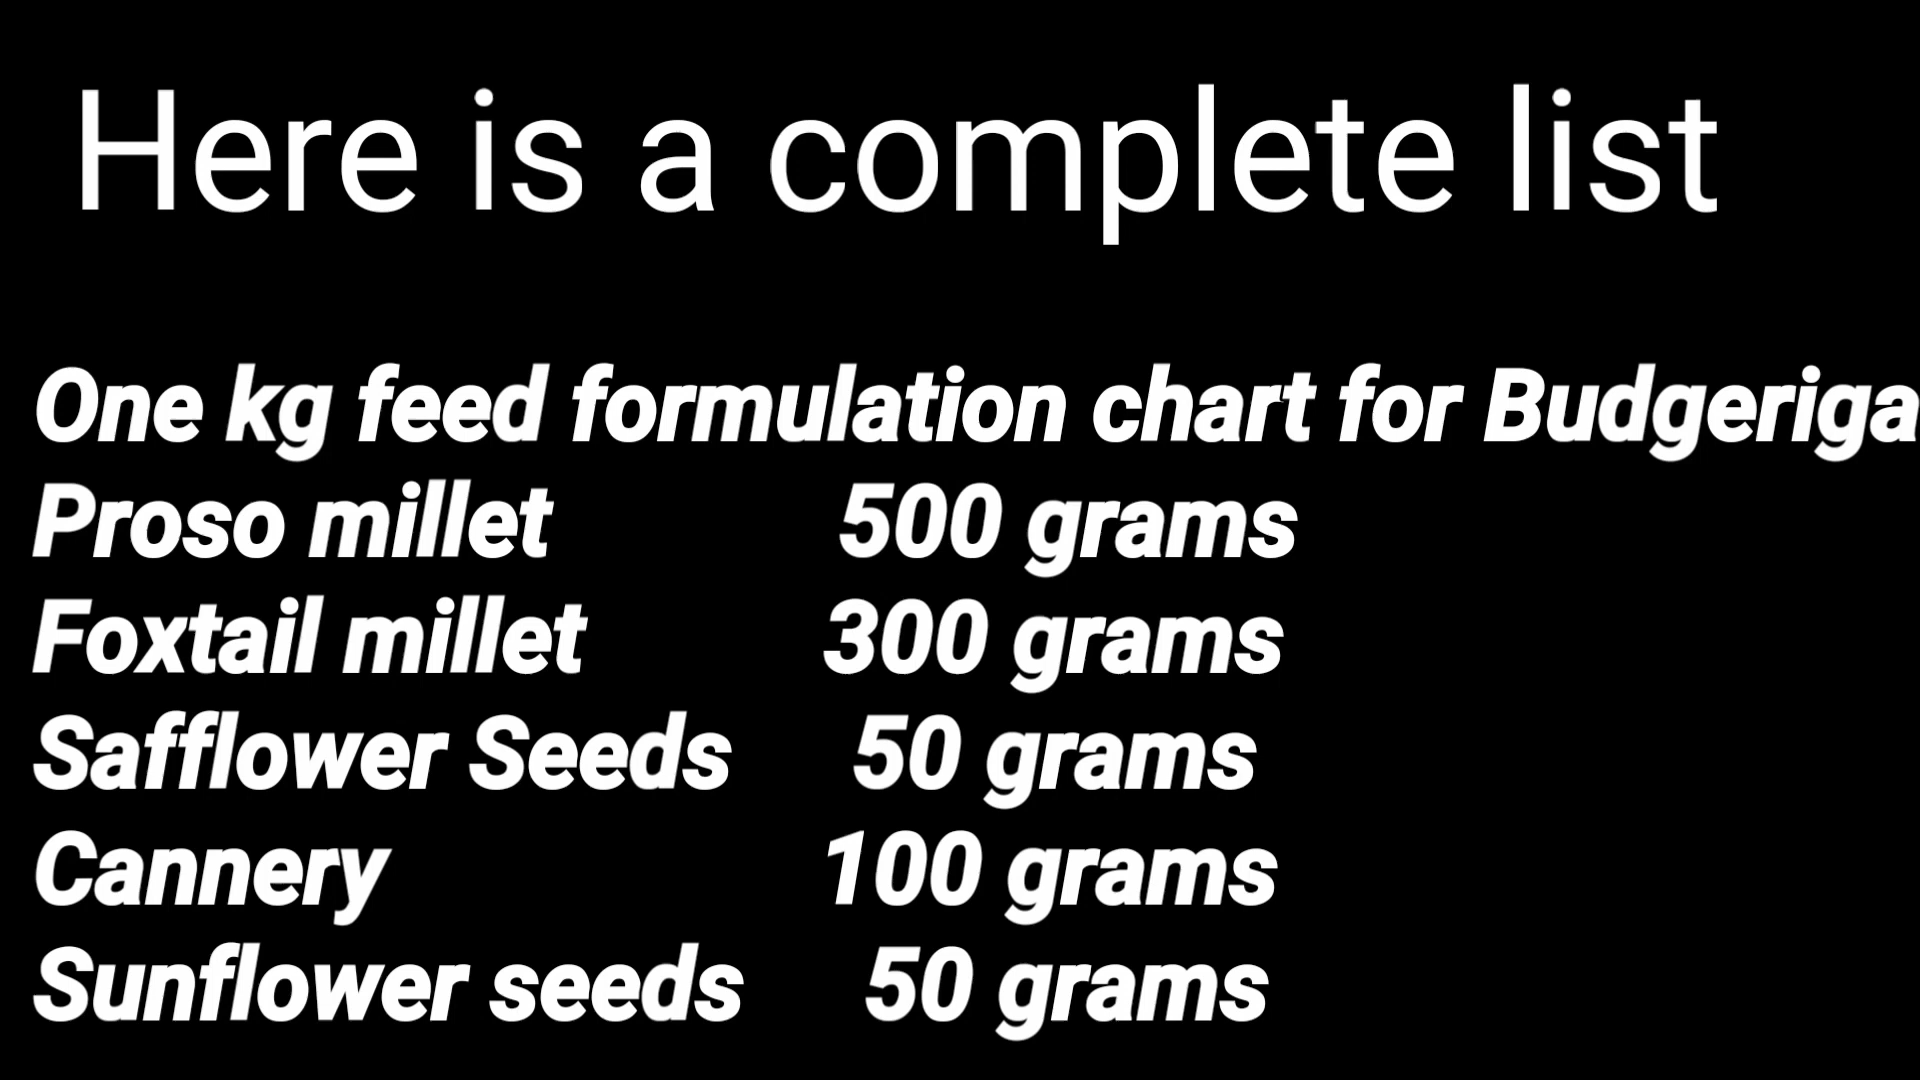 Here is a complete list
One kg feed formulation chart for Budgeriga
Proso millet 500 grams
Foxtail millet 300 grams
Safflower Seeds 50 grams
Cannery 100 grams
Sunflower seeds 50 grams